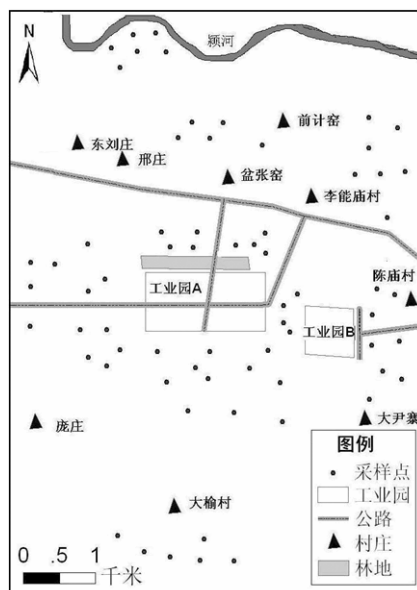 N
颍河
前计窑
东刘庄
邢庄
盆张窑
李能庙村
陈庙村
工业园A
工业园B
庞庄
大尹寨
大榆村
图例
采样点
工业园
公路
村庄
林地
0 .5 1
千米